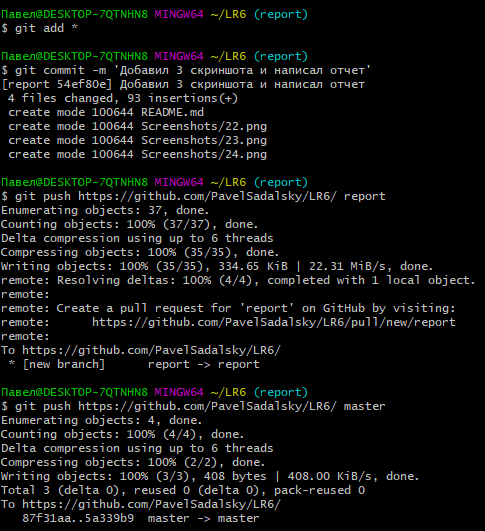 Павел@DESKTOP-7QTNHN8 MINGW64 ~/LR6 (report)
$ git add *
Павел@DESKTOP-7QTNHN8 MINGW64 ~/LR6 (report)
$ git commit -m 'Добавил 3 скриншота и написал отчет'
[report 54ef80e] Добавил 3 скриншота и написал отчет
 4 files changed, 93 insertions(+)
 create mode 100644 README.md
 create mode 100644 Screenshots/22.png
 create mode 100644 Screenshots/23.png
 create mode 100644 Screenshots/24.png
Павел@DESKTOP-7QTNHN8 MINGW64 ~/LR6 (report)
$ git push https://github.com/PavelSadalsky/LR6/ report
Enumerating objects: 37, done.
Counting objects: 100% (37/37), done.
Delta compression using up to 6 threads
Compressing objects: 100% (35/35), done.
Writing objects: 100% (35/35), 334.65 KiB | 22.31 MiB/s, done.
remote: Resolving deltas: 100% (4/4), completed with 1 local object.
remote:
remote: Create a pull request for 'report' on GitHub by visiting:
remote:      https://github.com/PavelSadalsky/LR6/pull/new/report
remote:
To https://github.com/PavelSadalsky/LR6/
 * [new branch]      report -> report
Павел@DESKTOP-7QTNHN8 MINGW64 ~/LR6 (report)
$ git push https://github.com/PavelSadalsky/LR6/ master
Enumerating objects: 4, done.
Counting objects: 100% (4/4), done.
Delta compression using up to 6 threads
Compressing objects: 100% (2/2), done.
Writing objects: 100% (3/3), 408 bytes | 408.00 KiB/s, done.
Total 3 (delta 0), reused 0 (delta 0), pack-reused 0
To https://github.com/PavelSadalsky/LR6/
   87f31aa..5a339b9  master -> master